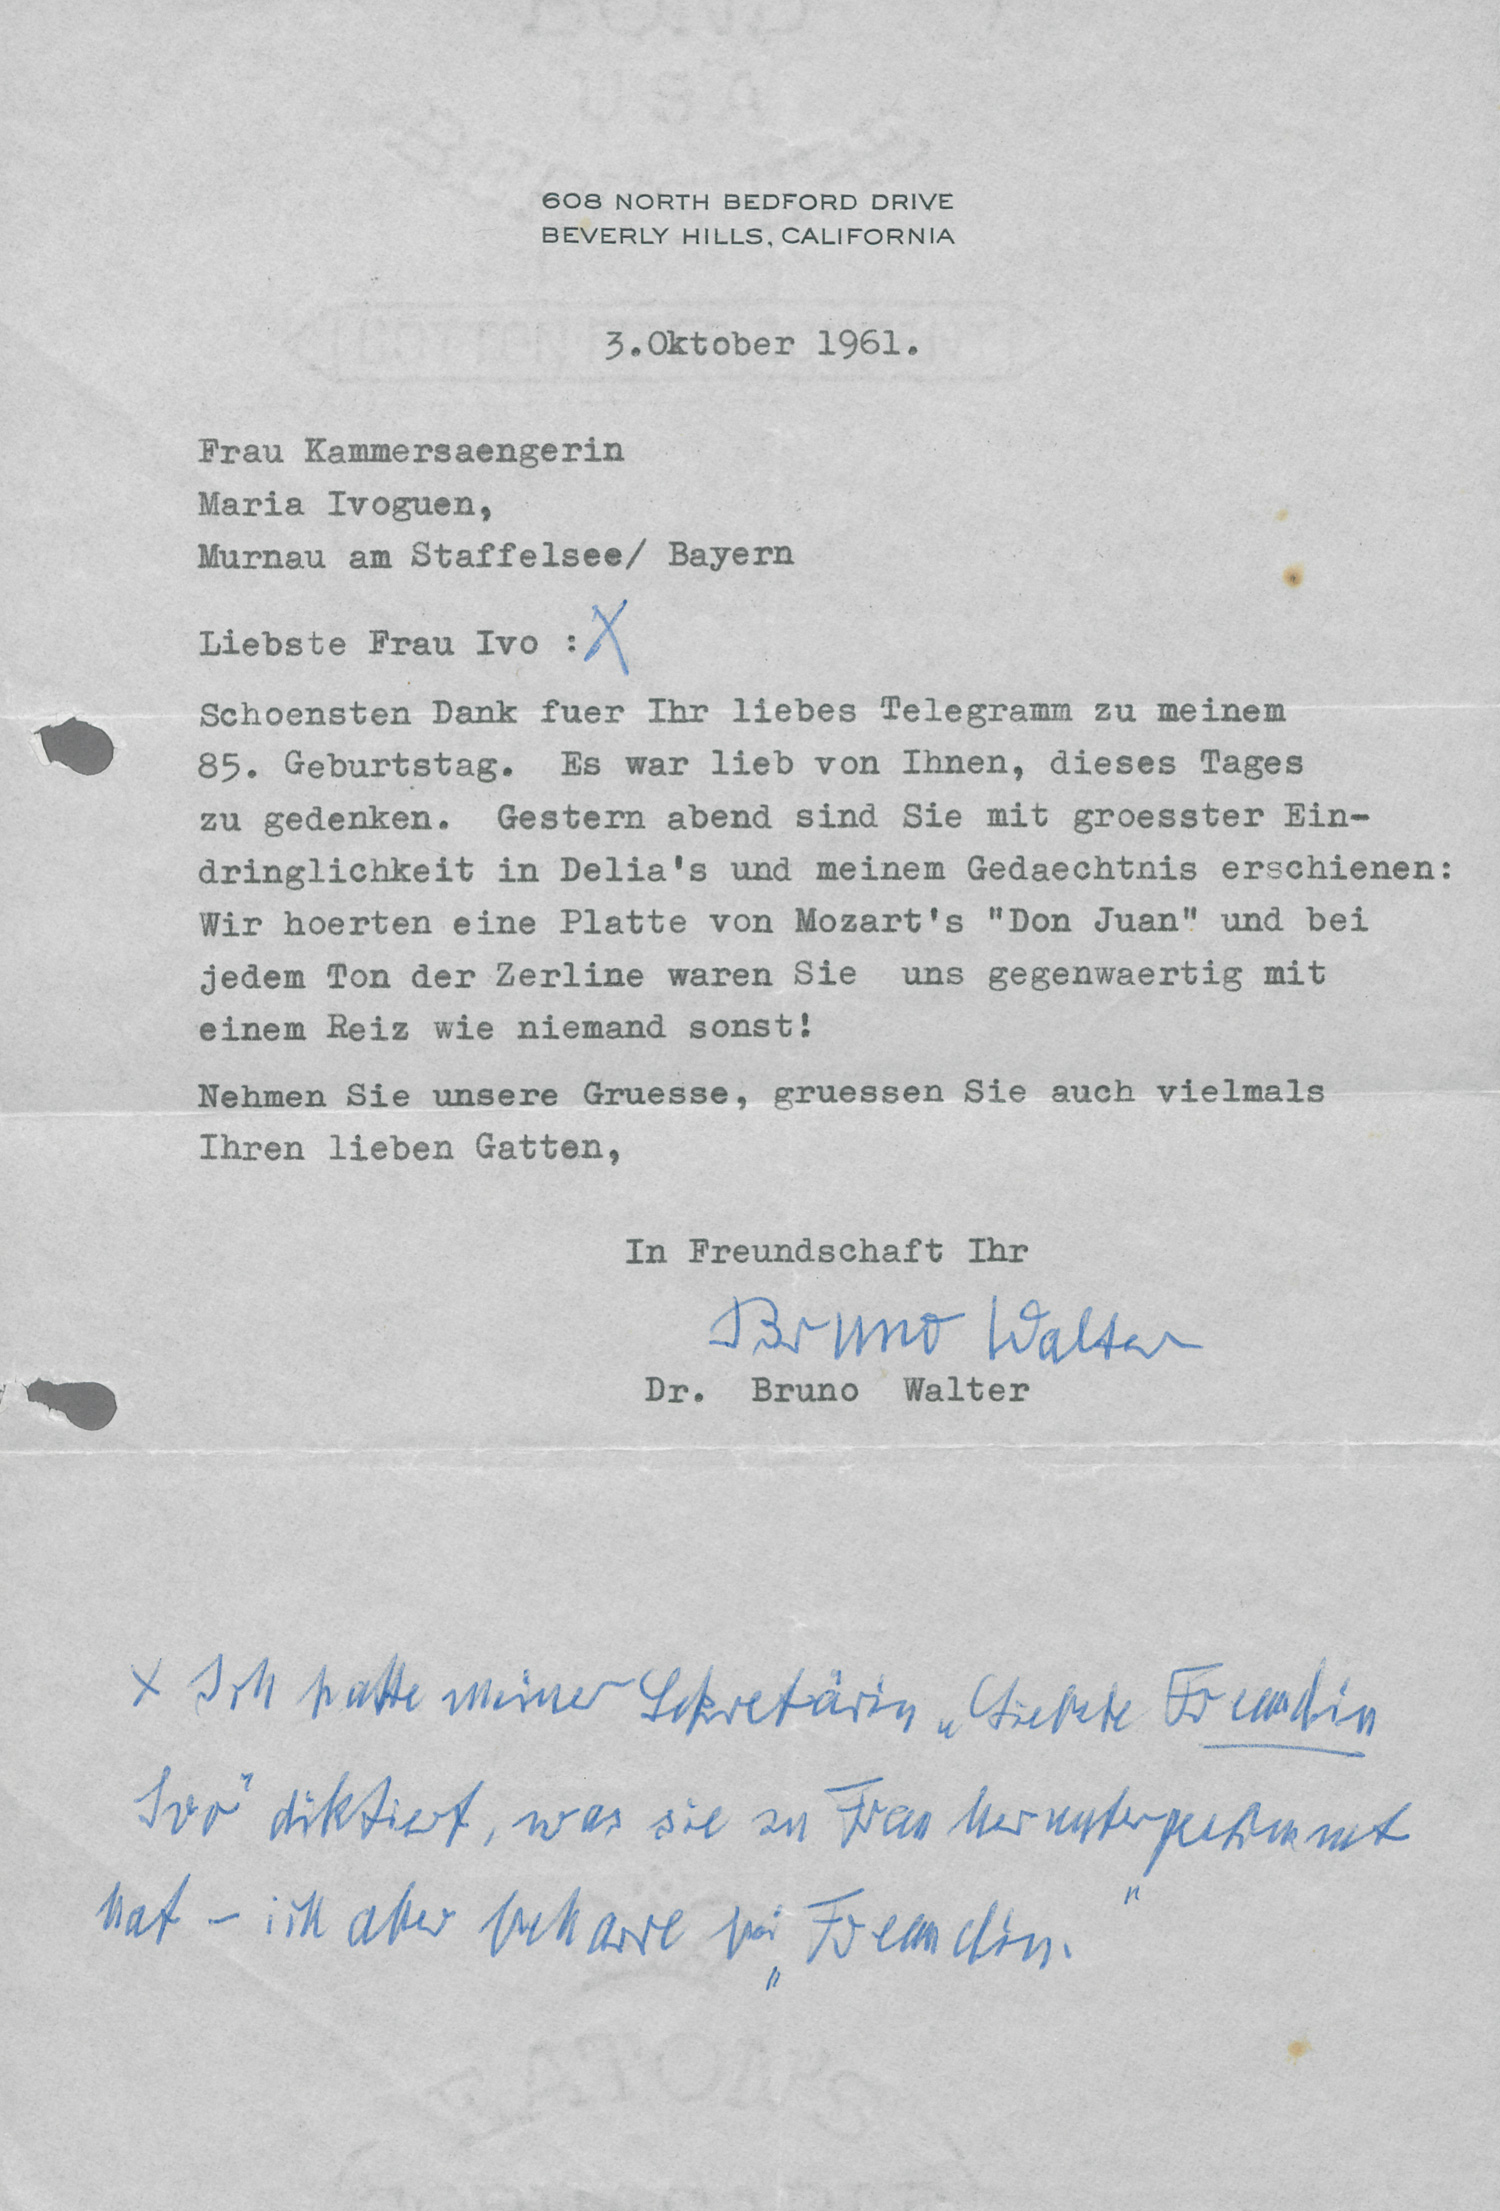 608 NORTH BEDFORD DRIVE
BEVERLY HILLS, CALIFORNIA
3.Oktober 1961.
Frau Kammersaengerin
Maria Ivoguen,
Murnau am Staffelsee/ Bayern
Liebste Frau Ivo : X
Schoensten Dank fuer Ihr liebes Telegramm zu meinem
85. Geburtstag. Es war lieb von Ihnen, dieses Tages
zu gedenken. Gestern abend sind Sie mit groesster Ein-
dringlichkeit in Delia's und meinem Gedaechtnis erschienen:
Wir hoerten eine Platte von Mozart's "Don Juan" und bei
jedem Ton der Zerline waren Sie uns gegenwaertig mit
einem Reiz wie niemand sonst!
Nehmen Sie unsere Gruesse, gruessen Sie auch vielmals
Ihren lieben Gatten,
In Freundschaft Ihr
Bruno Walter
Dr. Bruno Walter
x Ich hatte meiner Sekretärin „Liebste Freundin
Ivo" diktiert, was sie zu Frau heruntergestimmt
hat – ich aber beharre bei „Freundin."